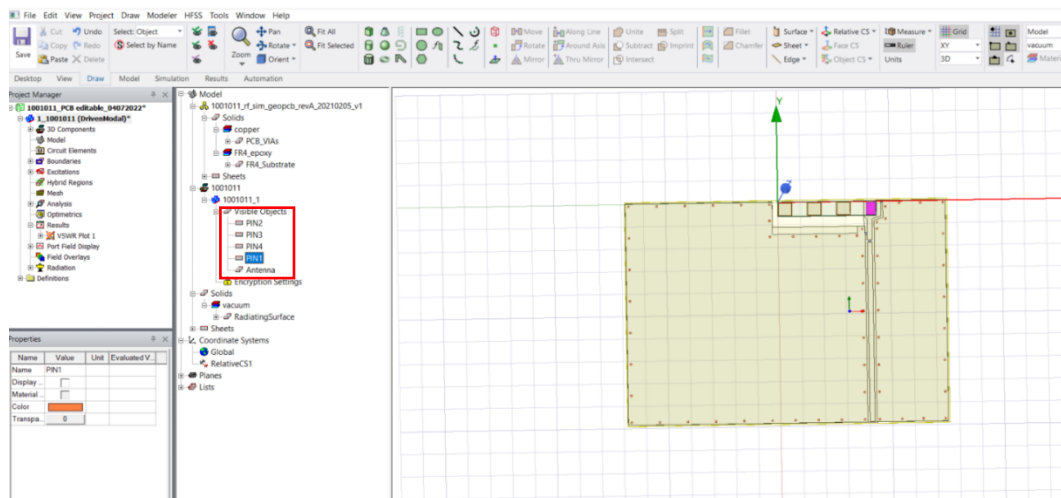 File Edit View Project Draw Modeler HFSS Tools Window Help
Save
Cut Undo
Copy Redo
Paste Delete
Select: Object
Select by Name
Zoom
Pan
Rotate
Orient
Fit All
Fit Selected
Move Along Line
Rotate Around Axis
Mirror Thru Mirror
Unite Split
Subtract Imprint
Intersect
Fillet
Chamfer
Surface
Sheet
Edge
Relative CS
Face CS
Object CS
Measure
Ruler
Units
Grid
XY
3D
Model
vacuum
Materi
Desktop View Draw Model Simulation Results Automation
Project Manager
1001011_PCB editable_04072022*
1_1001011 (DrivenModal)*
3D Components
Model
Circuit Elements
Boundaries
Excitations
Hybrid Regions
Mesh
Analysis
Optimetrics
Results
VSWR Plot 1
Port Field Display
Field Overlays
Radiation
Definitions
Properties
Name Value Unit Evaluated V...
Name PIN1
Display ...
Material ...
Color
Transpa... 0
Model
1001011_rf_sim_geopcb_revA_20210205_v1
Solids
copper
PCB_VIAs
FR4_epoxy
FR4_Substrate
Sheets
1001011
1001011_1
Visible Objects
PIN2
PIN3
PIN4
PIN1
Antenna
Encryption Settings
Solids
vacuum
RadiatingSurface
Sheets
Coordinate Systems
Global
RelativeCS1
Planes
Lists
Y